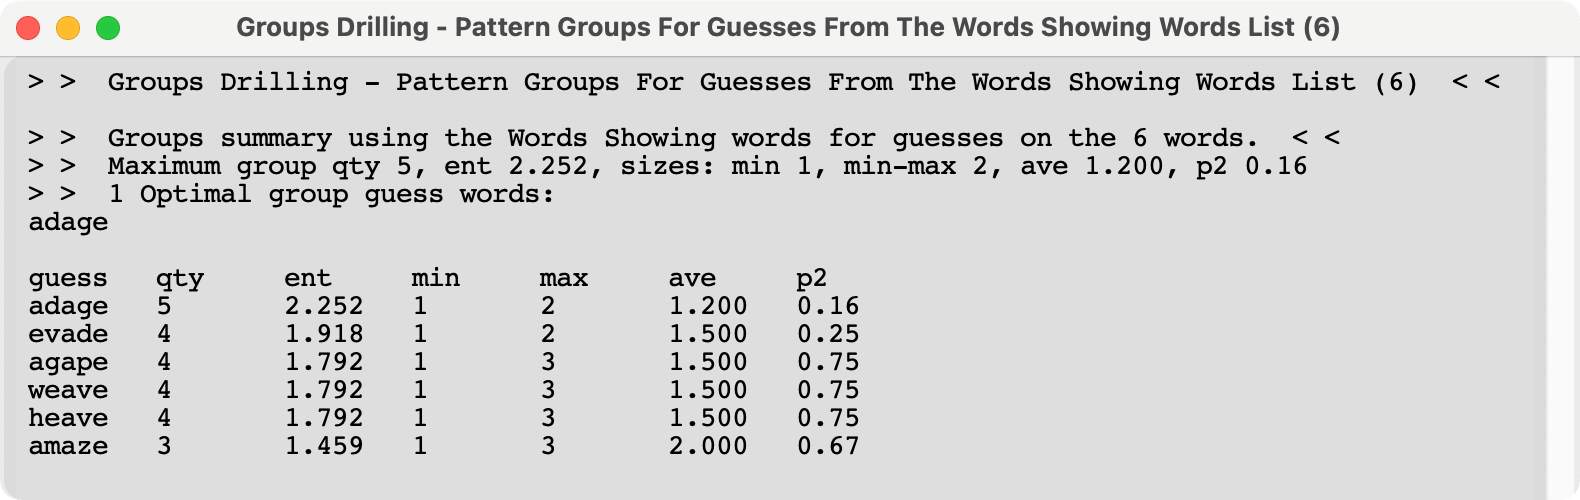 Groups Drilling - Pattern Groups For Guesses From The Words Showing Words List (6)
> >  Groups Drilling - Pattern Groups For Guesses From The Words Showing Words List (6)  < <
> >  Groups summary using the Words Showing words for guesses on the 6 words.  < <
> >  Maximum group qty 5, ent 2.252, sizes: min 1, min-max 2, ave 1.200, p2 0.16
> >  1 Optimal group guess words:
adage
guess   qty     ent     min     max     ave     p2
adage   5       2.252   1       2       1.200   0.16
evade   4       1.918   1       2       1.500   0.25
agape   4       1.792   1       3       1.500   0.75
weave   4       1.792   1       3       1.500   0.75
heave   4       1.792   1       3       1.500   0.75
amaze   3       1.459   1       3       2.000   0.67